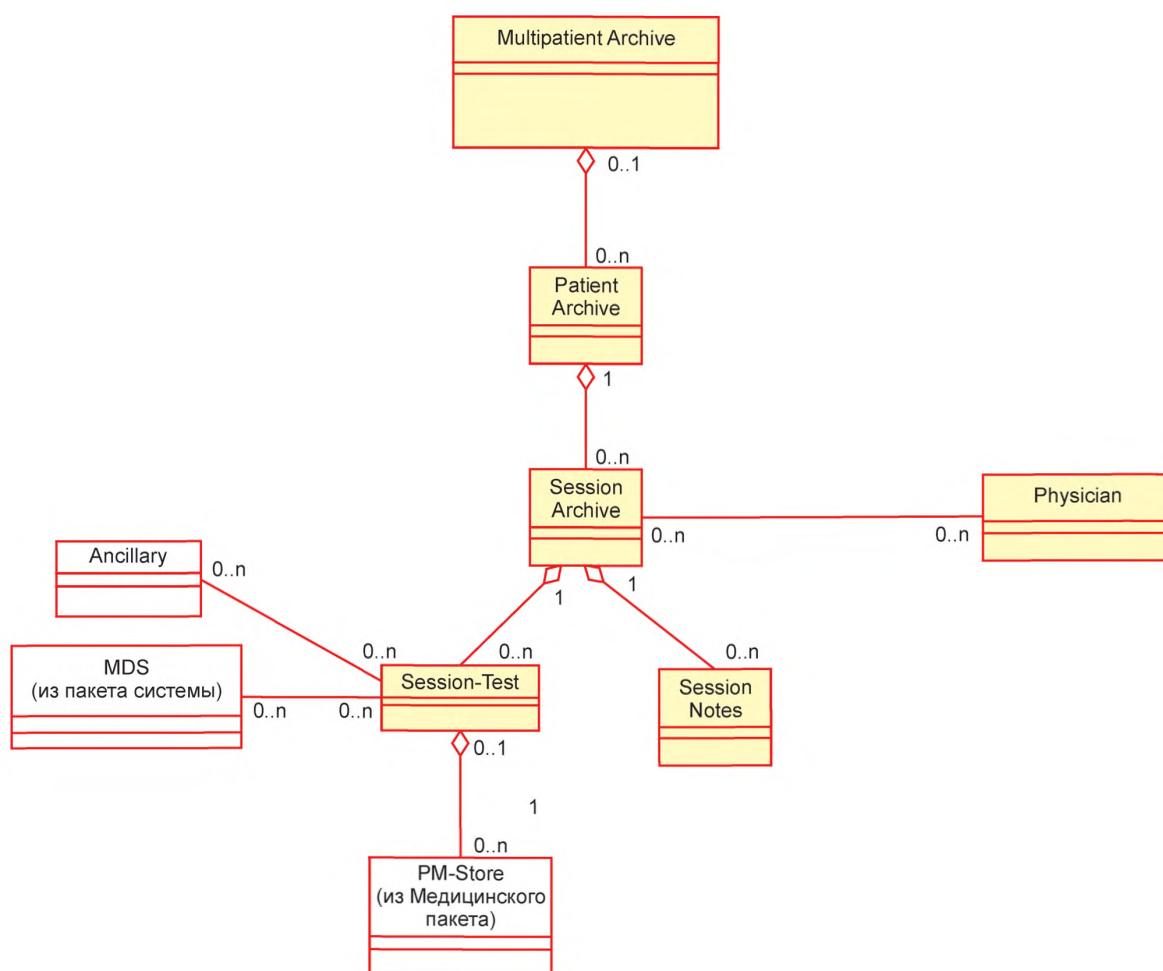 Multipatient Archive
0..1
0..n
Patient
Archive
1
0..n
Session
Archive
Physician
0..n
0..n
Ancillary
0..n
1
1
0..n
0..n
0..n
MDS
(из пакета системы)
Session-Test
Session
Notes
0..n
0..n
0..1
1
0..n
PM-Store
(из Медицинского
пакета)